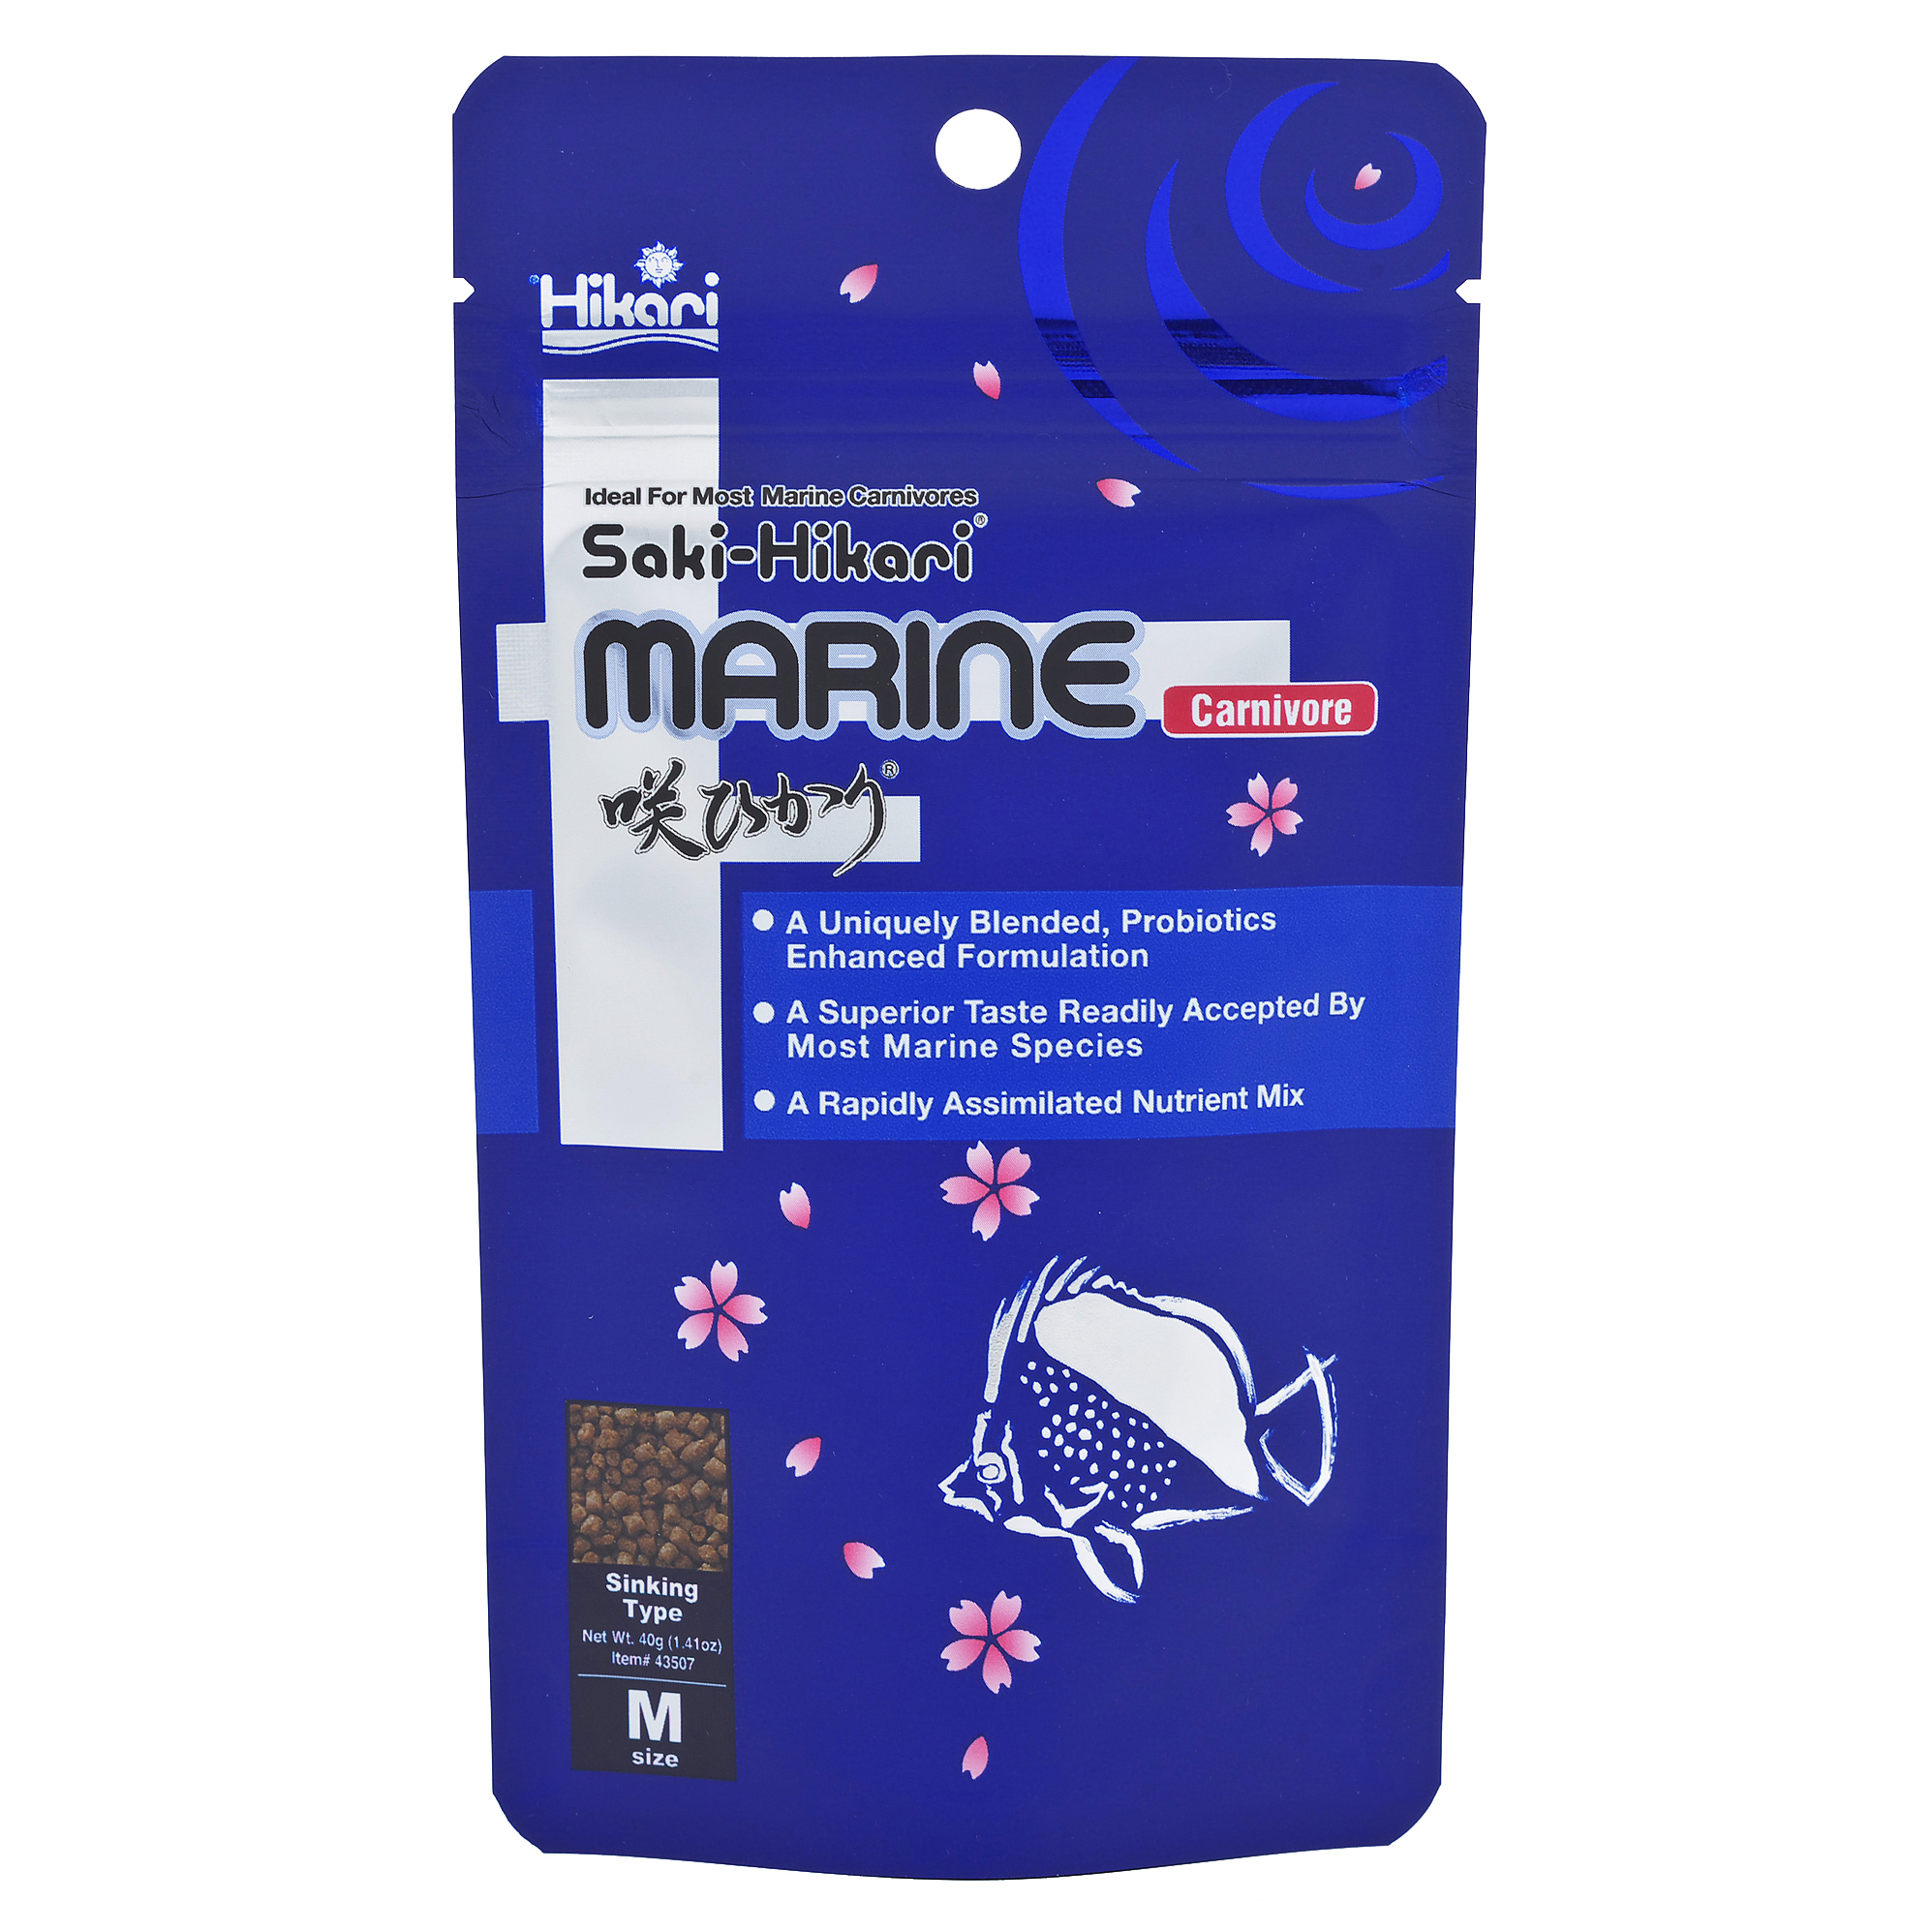 Hikari
Ideal For Most Marine Carnivores
Saki-Hikari®
MARINE
Carnivore
咲ひかり®
● A Uniquely Blended, Probiotics
Enhanced Formulation
● A Superior Taste Readily Accepted By
Most Marine Species
● A Rapidly Assimilated Nutrient Mix
Sinking
Type
Net Wt. 40g (1.41oz)
Item# 43507
M
size